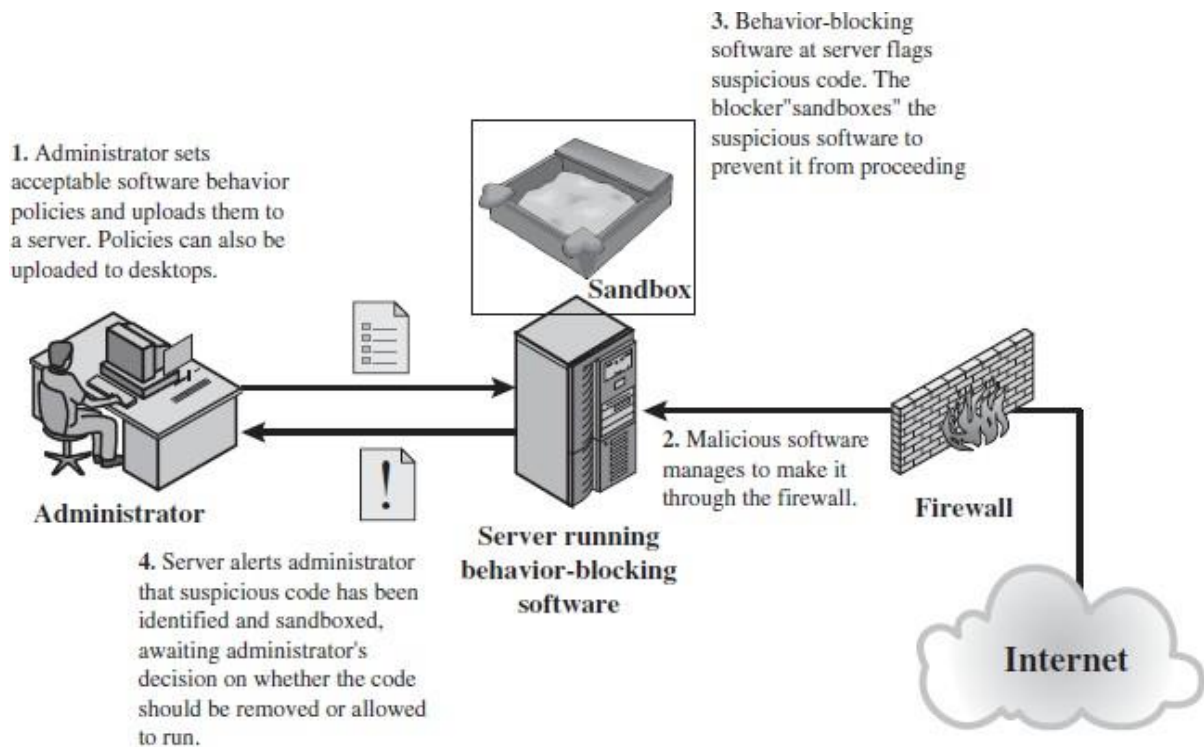 1. Administrator sets
acceptable software behavior
policies and uploads them to
a server. Policies can also be
uploaded to desktops.
3. Behavior-blocking
software at server flags
suspicious code. The
blocker"sandboxes" the
suspicious software to
prevent it from proceeding
Sandbox
Administrator
!
2. Malicious software
manages to make it
through the firewall.
Firewall
Server running
behavior-blocking
software
4. Server alerts administrator
that suspicious code has been
identified and sandboxed,
awaiting administrator's
decision on whether the code
should be removed or allowed
to run.
Internet